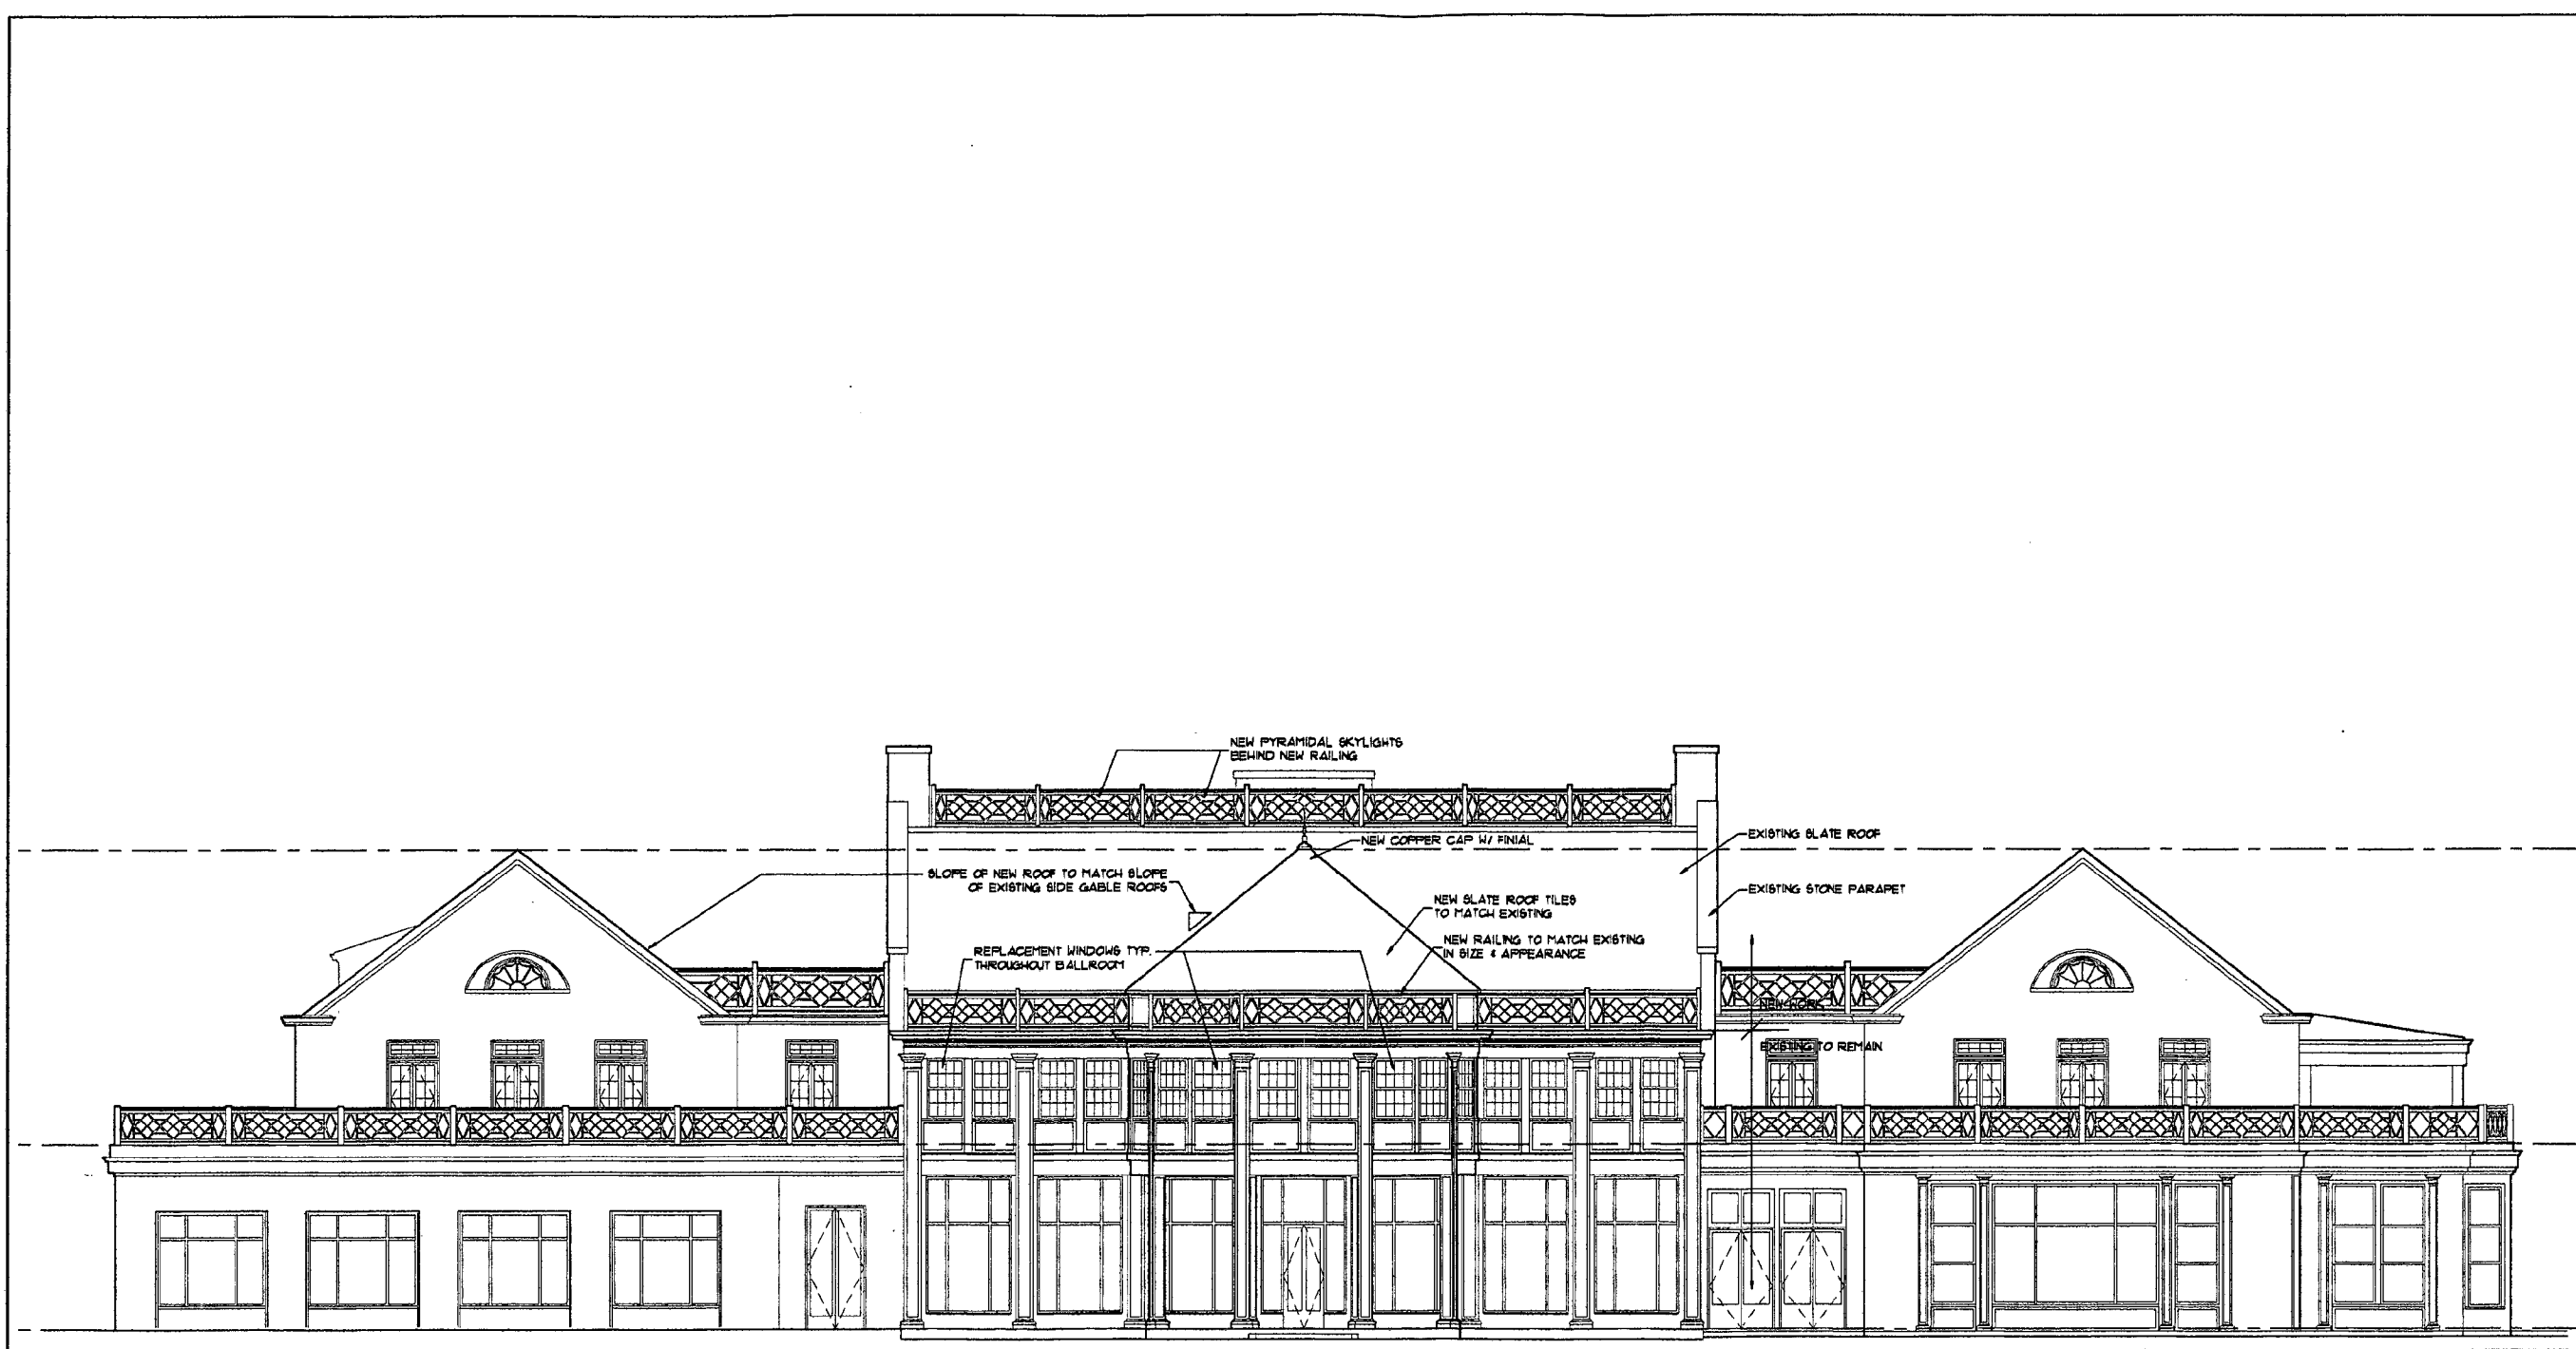 NEW PYRAMIDAL SKYLIGHTS
BEHIND NEW RAILING
NEW COPPER CAP W/ FINIAL
EXISTING SLATE ROOF
SLOPE OF NEW ROOF TO MATCH SLOPE
OF EXISTING SIDE GABLE ROOFS
EXISTING STONE PARAPET
NEW SLATE ROOF TILES
TO MATCH EXISTING
NEW RAILING TO MATCH EXISTING
IN SIZE & APPEARANCE
REPLACEMENT WINDOWS TYP.
THROUGHOUT BALLROOM
NEW WORK
EXISTING TO REMAIN